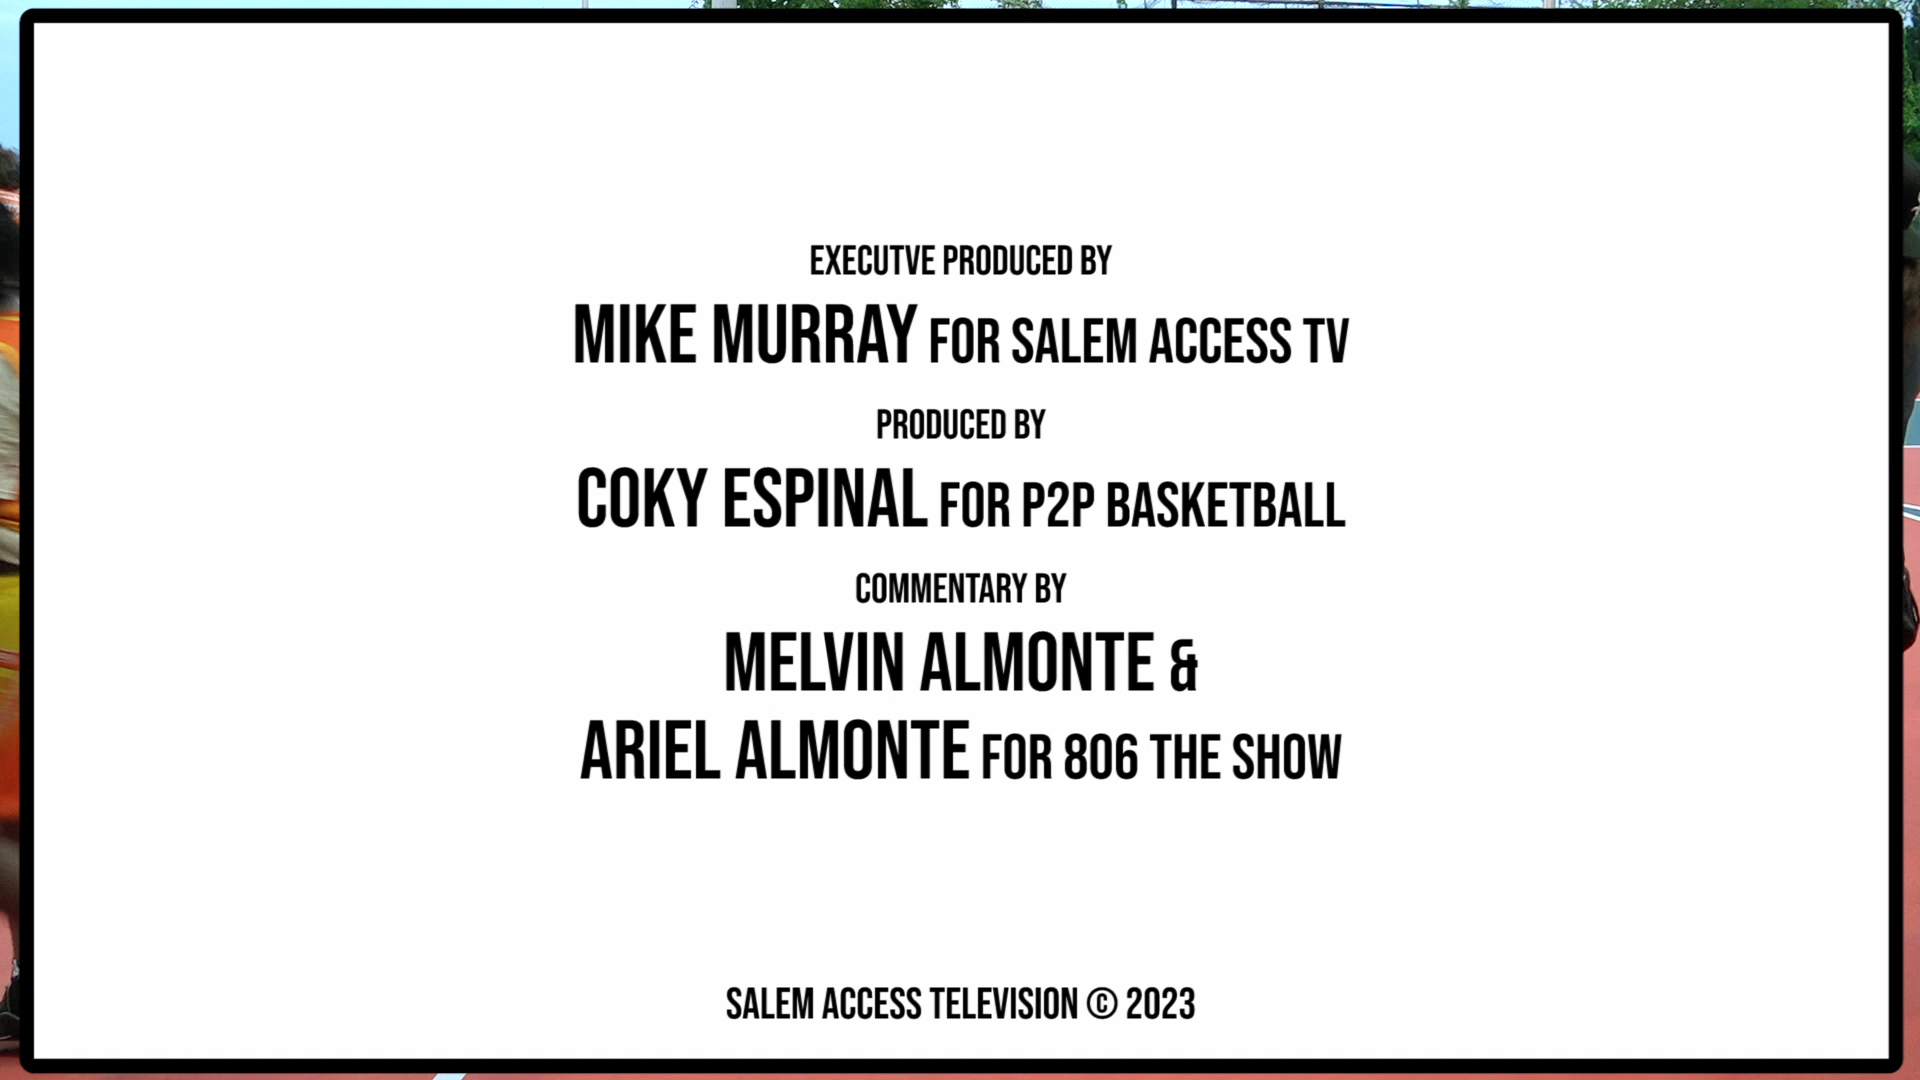 EXECUTVE PRODUCED BY
MIKE MURRAY FOR SALEM ACCESS TV
PRODUCED BY
COKY ESPINAL FOR P2P BASKETBALL
COMMENTARY BY
MELVIN ALMONTE &
ARIEL ALMONTE FOR 806 THE SHOW
SALEM ACCESS TELEVISION © 2023